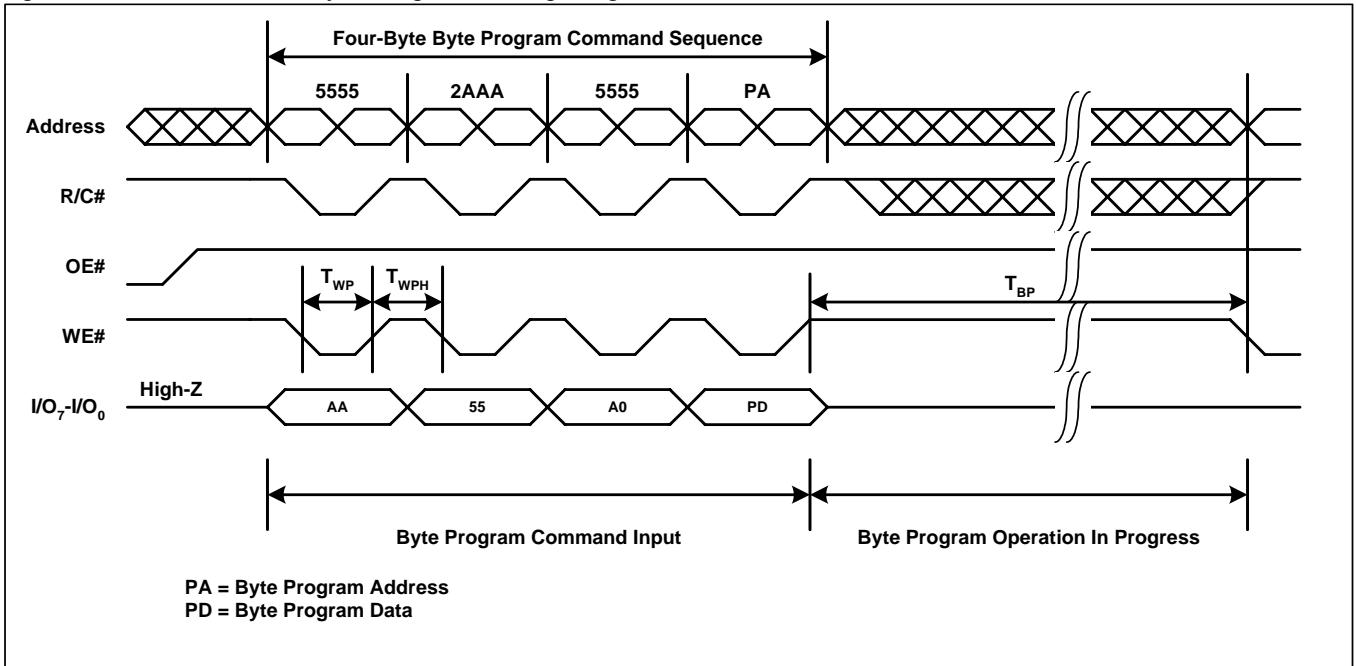 Four-Byte Byte Program Command Sequence
5555 2AAA 5555 PA
Address
R/C#
OE#
TWP TWPH TBP
WE#
High-Z
I/O7-I/O0 AA 55 A0 PD
Byte Program Command Input Byte Program Operation In Progress
PA = Byte Program Address
PD = Byte Program Data